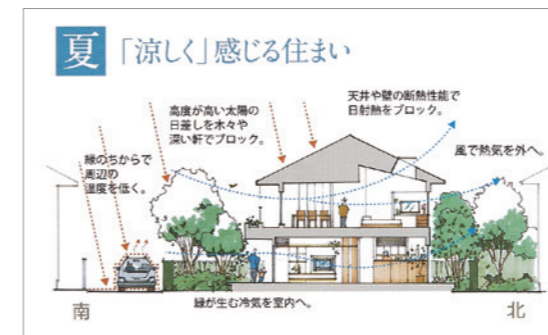 夏「涼しく」感じる住まい
高度が高い太陽の
日差しを木々や
深い軒でブロック。
天井や壁の断熱性能で
日射熱をブロック。
緑のちからで
周辺の
温度を低く。
風で熱気を外へ。
緑が生む冷気を室内へ。
南
北